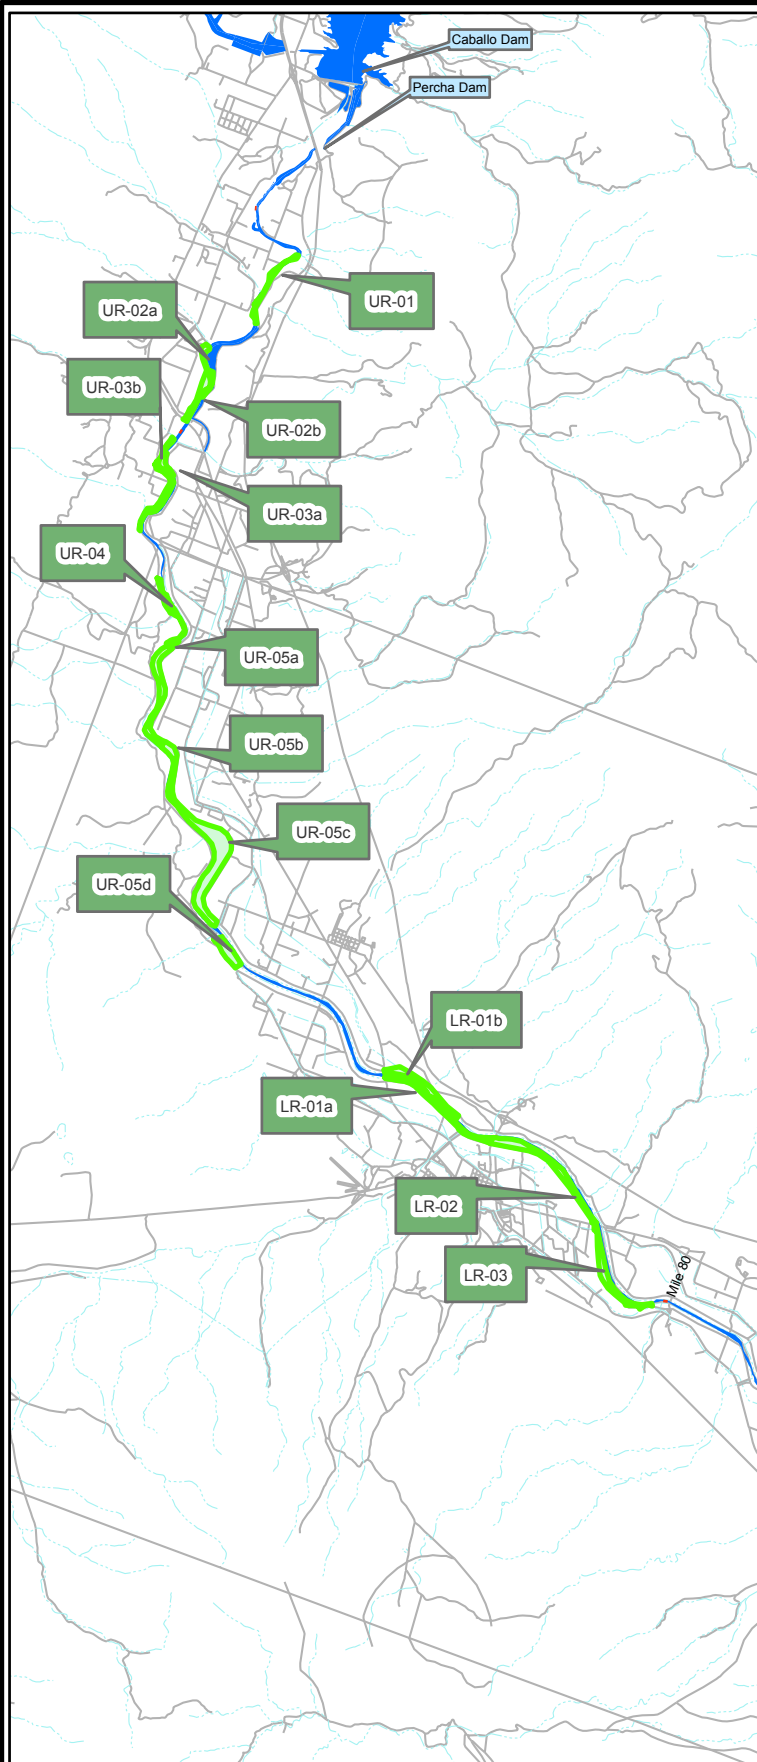 Caballo Dam
Percha Dam
UR-01
UR-02a
UR-03b
UR-02b
UR-03a
UR-04
UR-05a
UR-05b
UR-05c
UR-05d
LR-01b
LR-01a
LR-02
LR-03
Mile 80